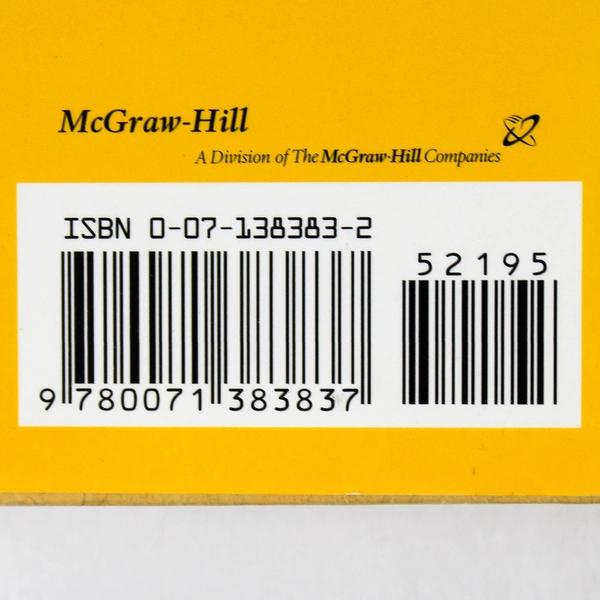 McGraw-Hill
A Division of The McGraw·Hill Companies
ISBN 0-07-138383-2
52195
9 780071 383837